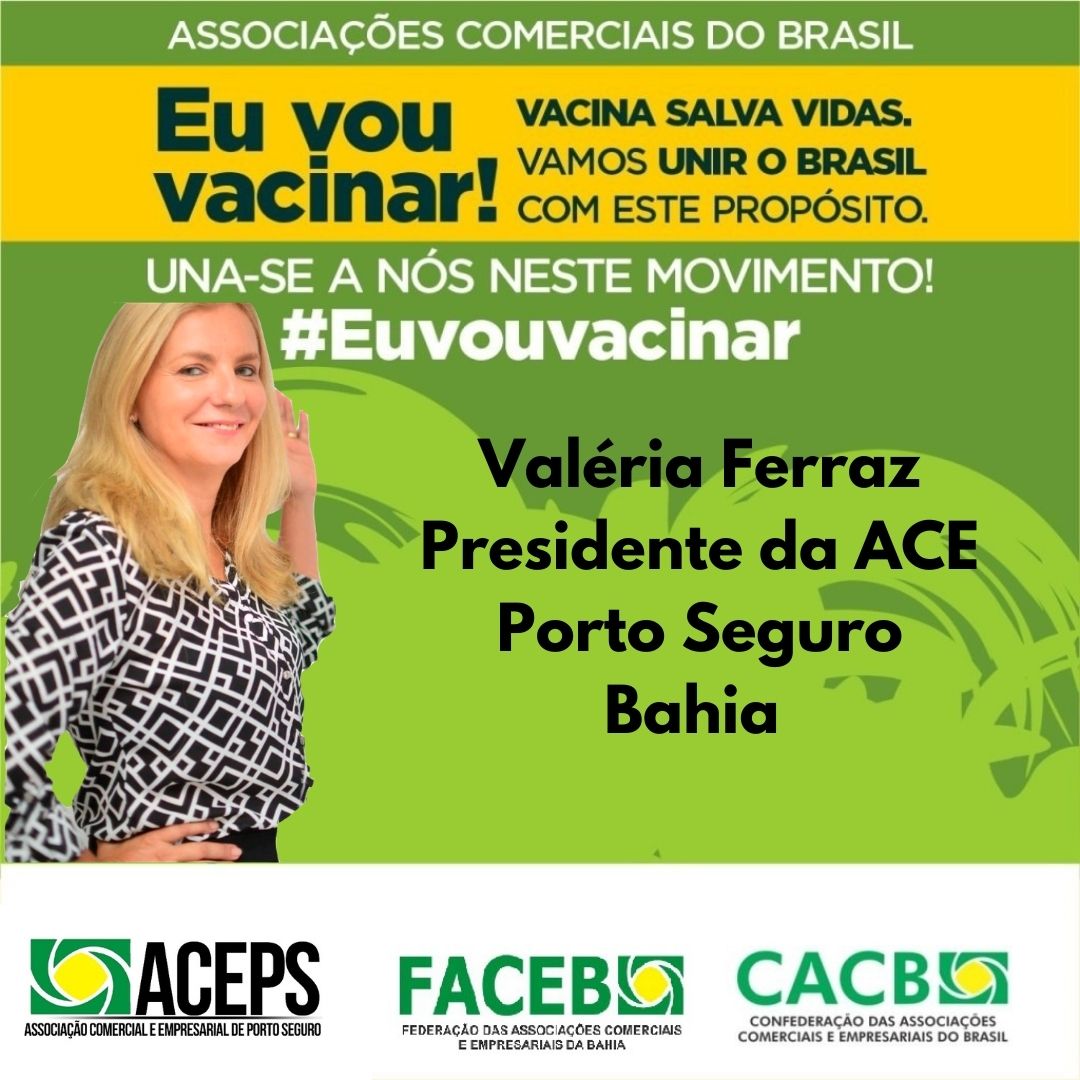 ASSOCIAÇÕES COMERCIAIS DO BRASIL
Eu vou
vacinar!
VACINA SALVA VIDAS.
VAMOS UNIR O BRASIL
COM ESTE PROPÓSITO.
UNA-SE A NÓS NESTE MOVIMENTO!
#Euvouvacinar
Valéria Ferraz
Presidente da ACE
Porto Seguro
Bahia
ACEPS
ASSOCIAÇÃO COMERCIAL E EMPRESARIAL DE PORTO SEGURO
FACEB
FEDERAÇÃO DAS ASSOCIAÇÕES COMERCIAIS
E EMPRESARIAIS DA BAHIA
CACB
CONFEDERAÇÃO DAS ASSOCIAÇÕES
COMERCIAIS E EMPRESARIAIS DO BRASIL